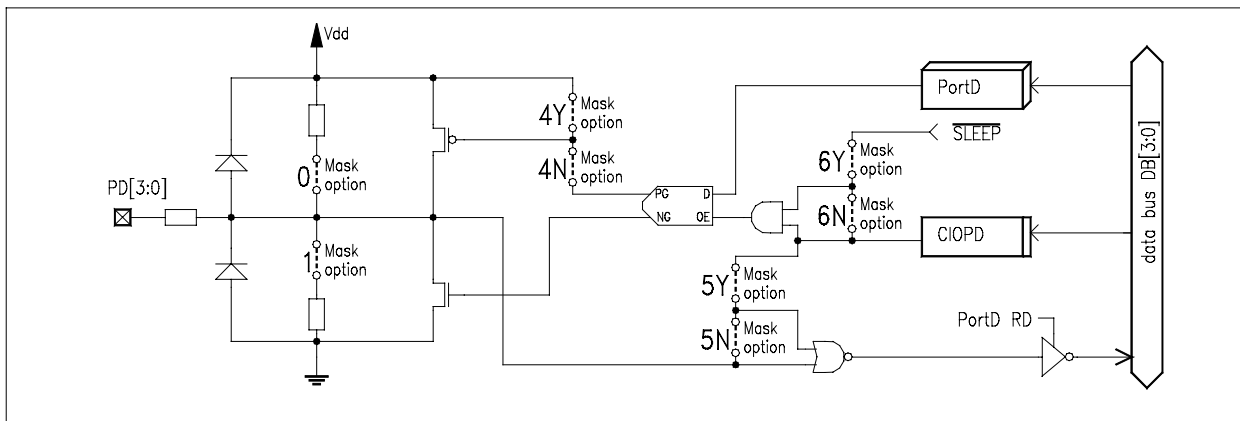 Vdd
PortD
4Y
Mask
option
SLEEP
4N
Mask
option
6Y
Mask
option
0
Mask
option
PD[3:0]
PG
D
NG
OE
6N
Mask
option
CIOPD
data bus DB[3:0]
1
Mask
option
5Y
Mask
option
5N
Mask
option
PortD RD